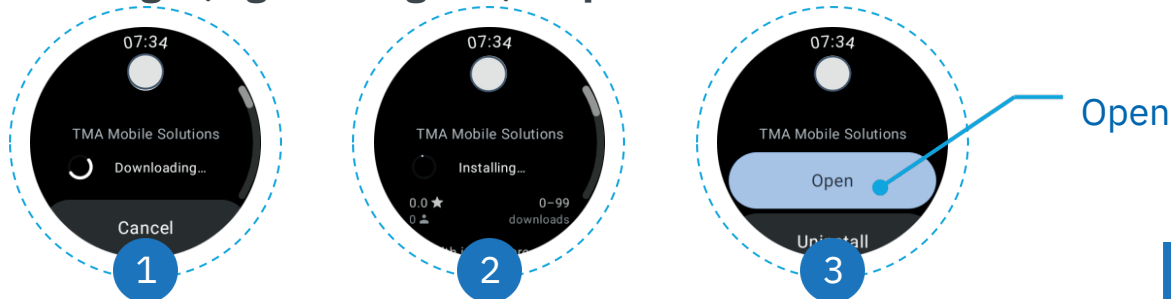 07:34
TMA Mobile Solutions
Downloading…
Cancel
1
07:34
TMA Mobile Solutions
Installing…
0.0 ★ 0–99
0 downloads
2
07:34
TMA Mobile Solutions
Open
Uninstall
3
Open